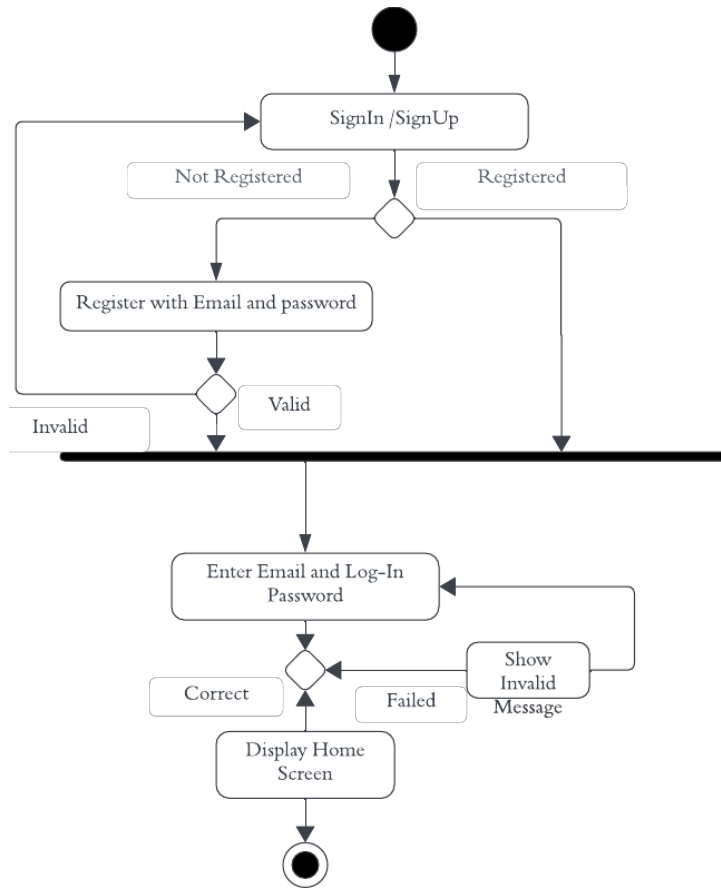 SignIn /SignUp
Not Registered
Registered
Register with Email and password
Valid
Invalid
Enter Email and Log-In
Password
Show
Invalid
Message
Correct
Failed
Display Home
Screen